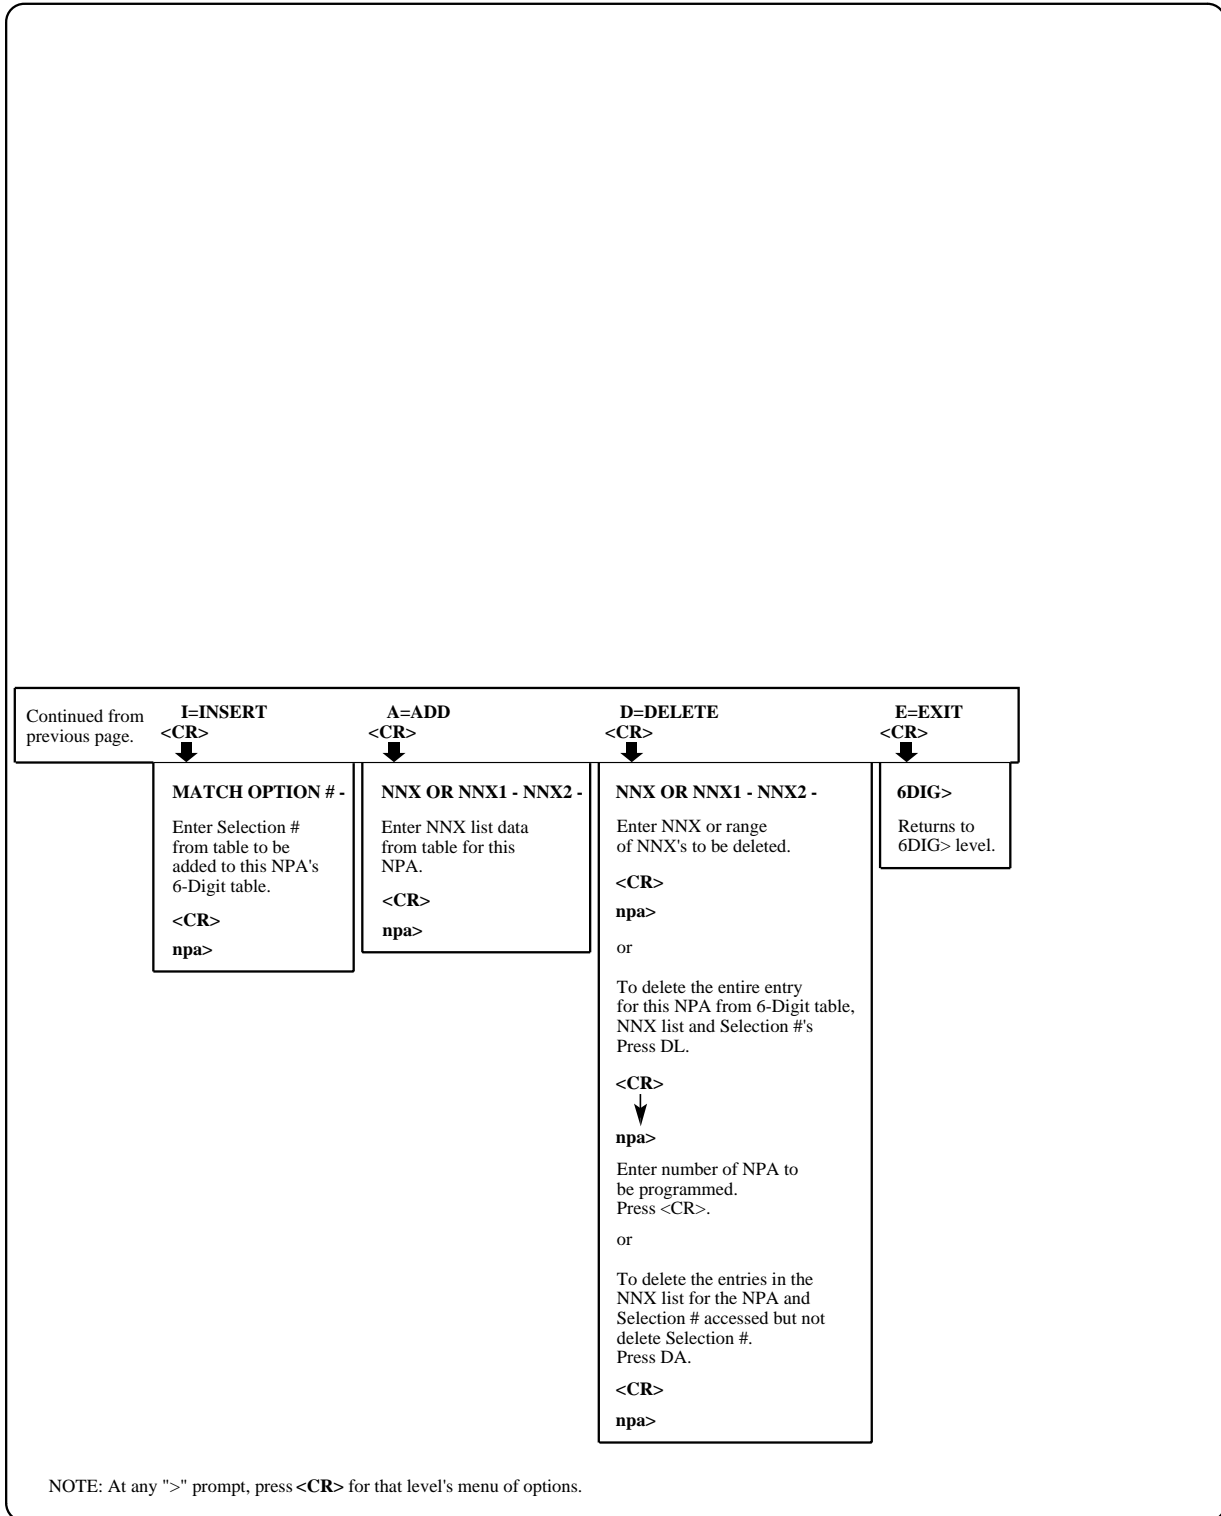 Continued from
previous page.
I=INSERT
<CR>
A=ADD
<CR>
D=DELETE
<CR>
E=EXIT
<CR>
MATCH OPTION # -
Enter Selection #
from table to be
added to this NPA's
6-Digit table.
<CR>
npa>
NNX OR NNX1 - NNX2 -
Enter NNX list data
from table for this
NPA.
<CR>
npa>
NNX OR NNX1 - NNX2 -
Enter NNX or range
of NNX's to be deleted.
<CR>
npa>
or
To delete the entire entry
for this NPA from 6-Digit table,
NNX list and Selection #'s
Press DL.
<CR>
npa>
Enter number of NPA to
be programmed.
Press <CR>.
or
To delete the entries in the
NNX list for the NPA and
Selection # accessed but not
delete Selection #.
Press DA.
<CR>
npa>
6DIG>
Returns to
6DIG> level.
NOTE: At any ">" prompt, press <CR> for that level's menu of options.